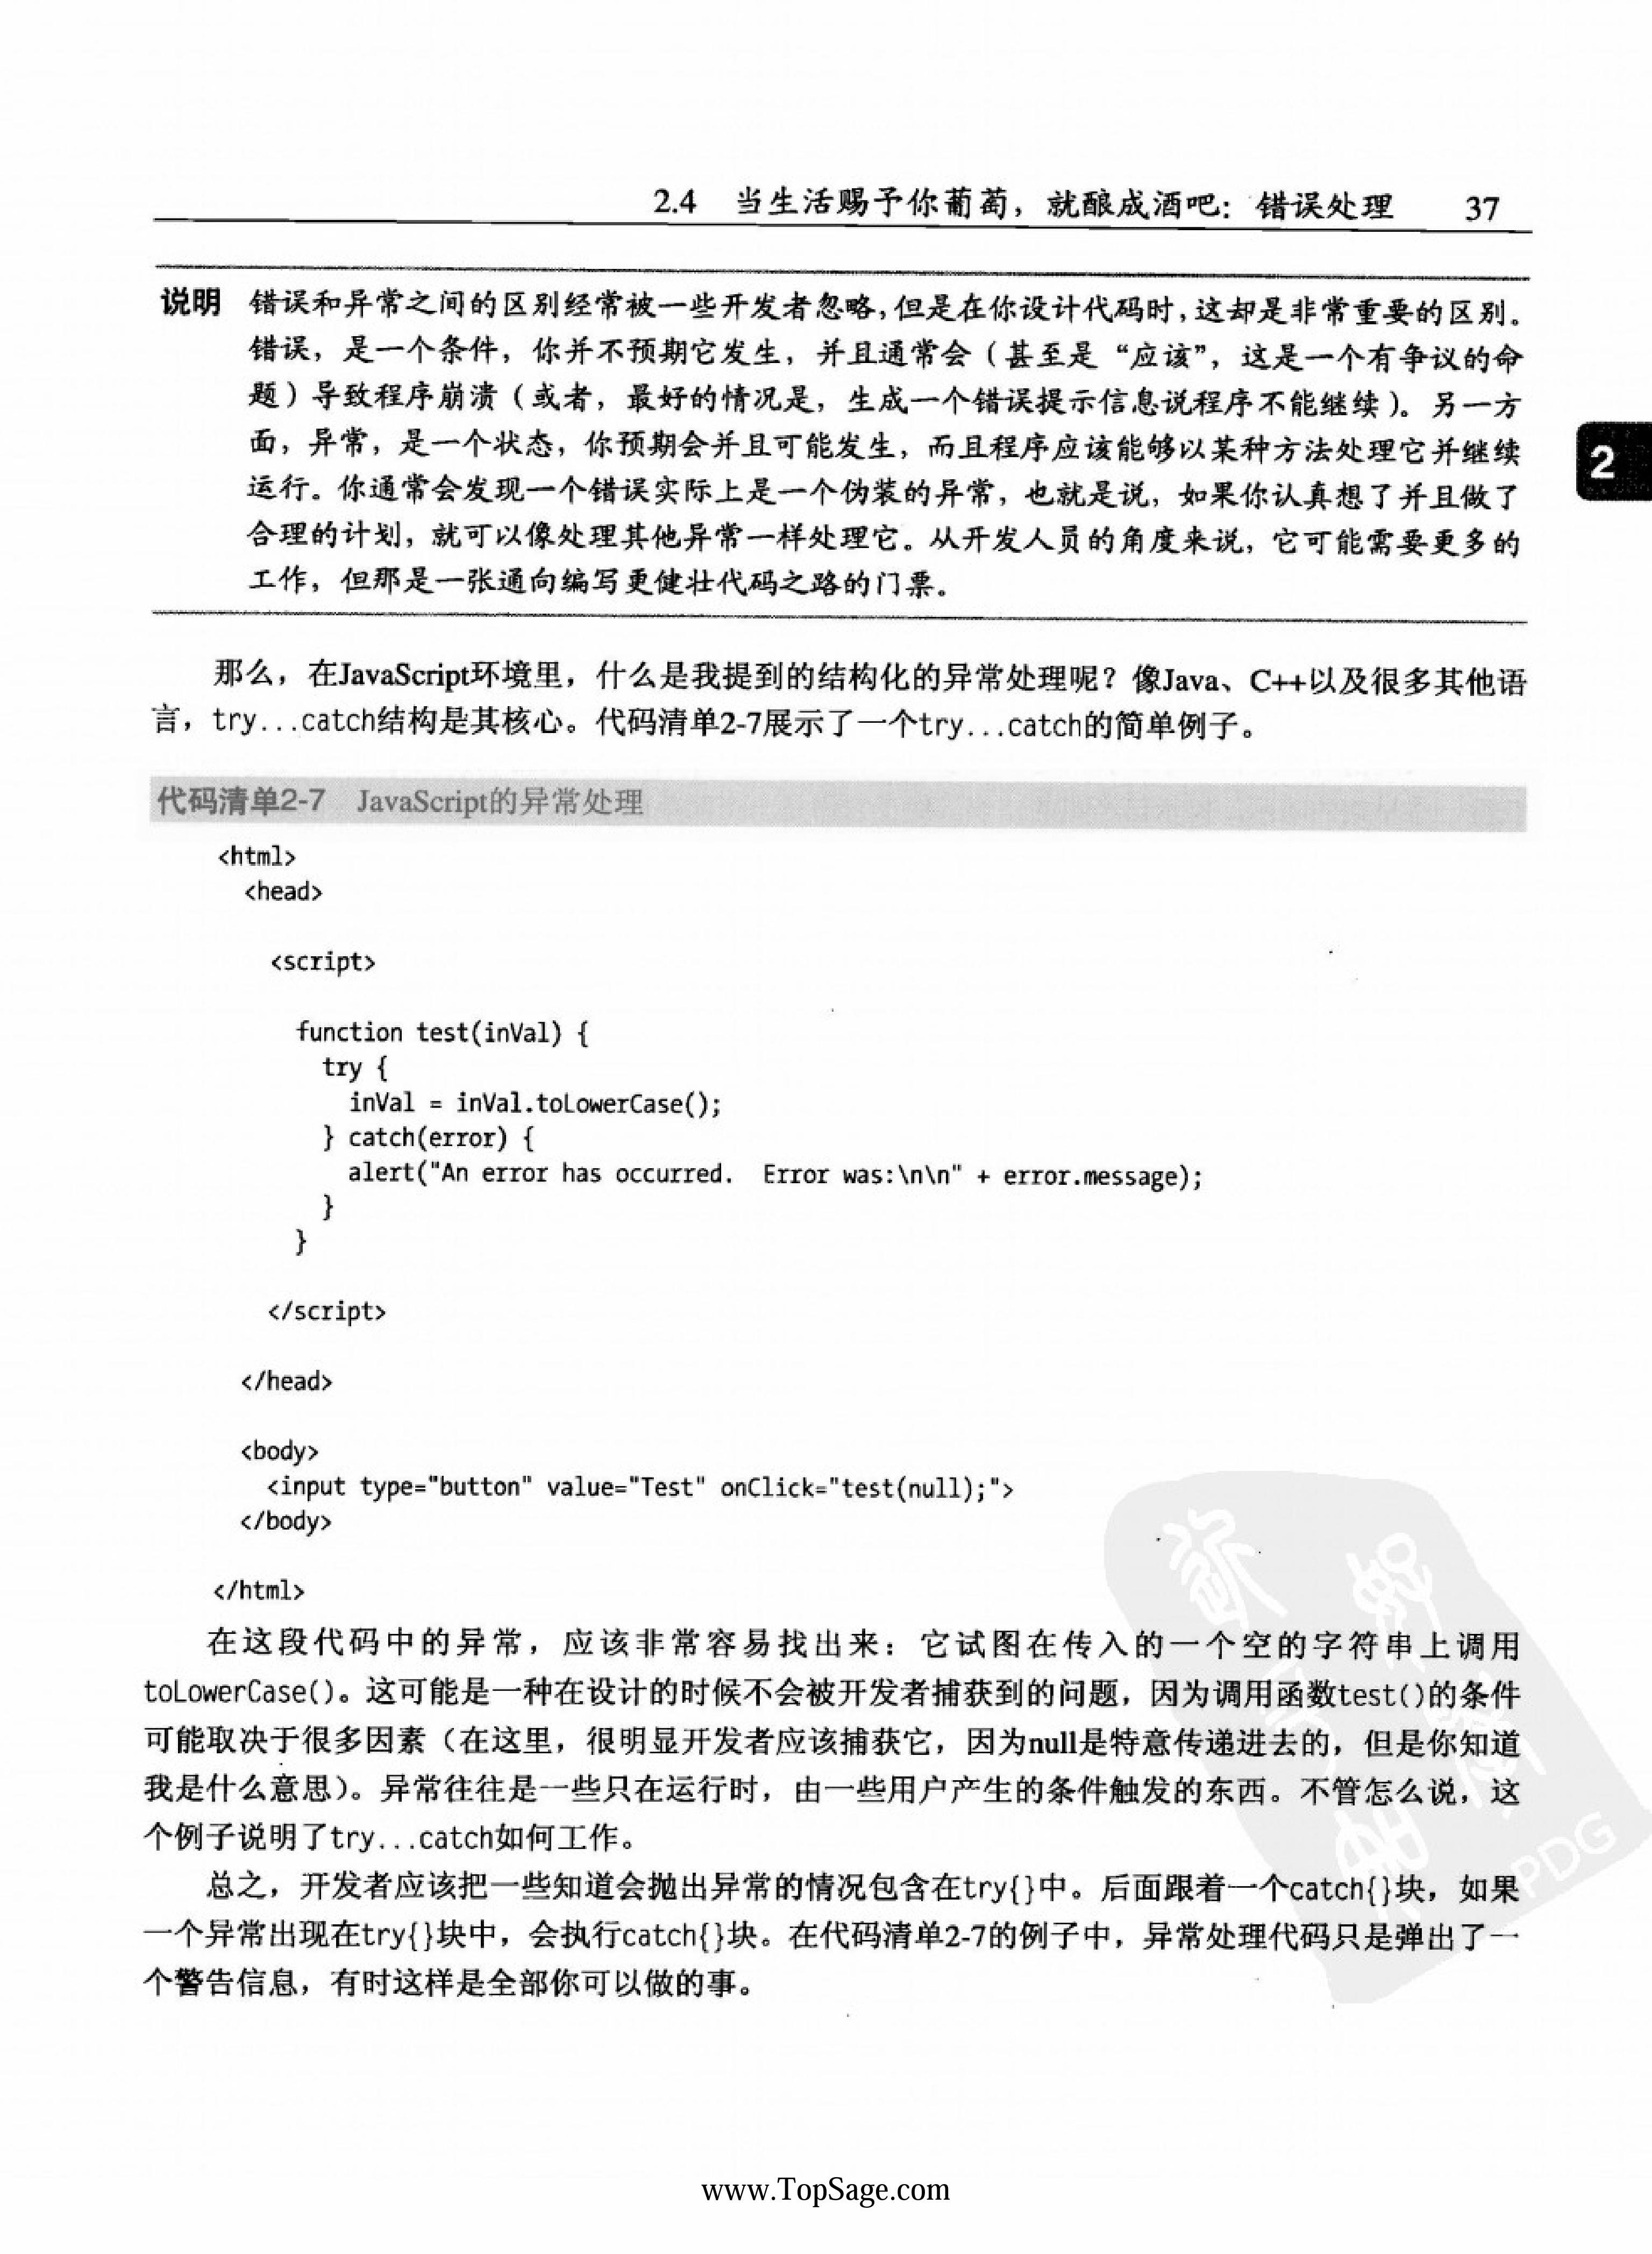 2.4 当生活赐予你葡萄，就酿成酒吧：错误处理 37
说明 错误和异常之间的区别经常被一些开发者忽略，但是在你设计代码时，这却是非常重要的区别。
错误，是一个条件，你并不预期它发生，并且通常会（甚至是“应该”，这是一个有争议的命
题）导致程序崩溃（或者，最好的情况是，生成一个错误提示信息说程序不能继续）。另一方
面，异常，是一个状态，你预期会并且可能发生，而且程序应该能够以某种方法处理它并继续
2
运行。你通常会发现一个错误实际上是一个伪装的异常，也就是说，如果你认真想了并且做了
合理的计划，就可以像处理其他异常一样处理它。从开发人员的角度来说，它可能需要更多的
工作，但那是一张通向编写更健壮代码之路的门票。
那么，在JavaScript环境里，什么是我提到的结构化的异常处理呢？像Java、C++以及很多其他语
言，try...catch结构是其核心。代码清单2-7展示了一个try...catch的简单例子。
代码清单2-7 JavaScript的异常处理
<html>
<head>
<script>
function test(inVal) {
try {
inVal = inVal.toLowerCase();
} catch(error) {
alert("An error has occurred.  Error was:\n\n" + error.message);
}
}
</script>
</head>
<body>
<input type="button" value="Test" onClick="test(null);">
</body>
</html>
在这段代码中的异常，应该非常容易找出来：它试图在传入的一个空的字符串上调用
toLowerCase()。这可能是一种在设计的时候不会被开发者捕获到的问题，因为调用函数test()的条件
可能取决于很多因素（在这里，很明显开发者应该捕获它，因为null是特意传递进去的，但是你知道
我是什么意思）。异常往往是一些只在运行时，由一些用户产生的条件触发的东西。不管怎么说，这
个例子说明了try...catch如何工作。
PDG
总之，开发者应该把一些知道会抛出异常的情况包含在try{}中。后面跟着一个catch{}块，如果
一个异常出现在try{}块中，会执行catch{}块。在代码清单2-7的例子中，异常处理代码只是弹出了一
个警告信息，有时这样是全部你可以做的事。
www.TopSage.com